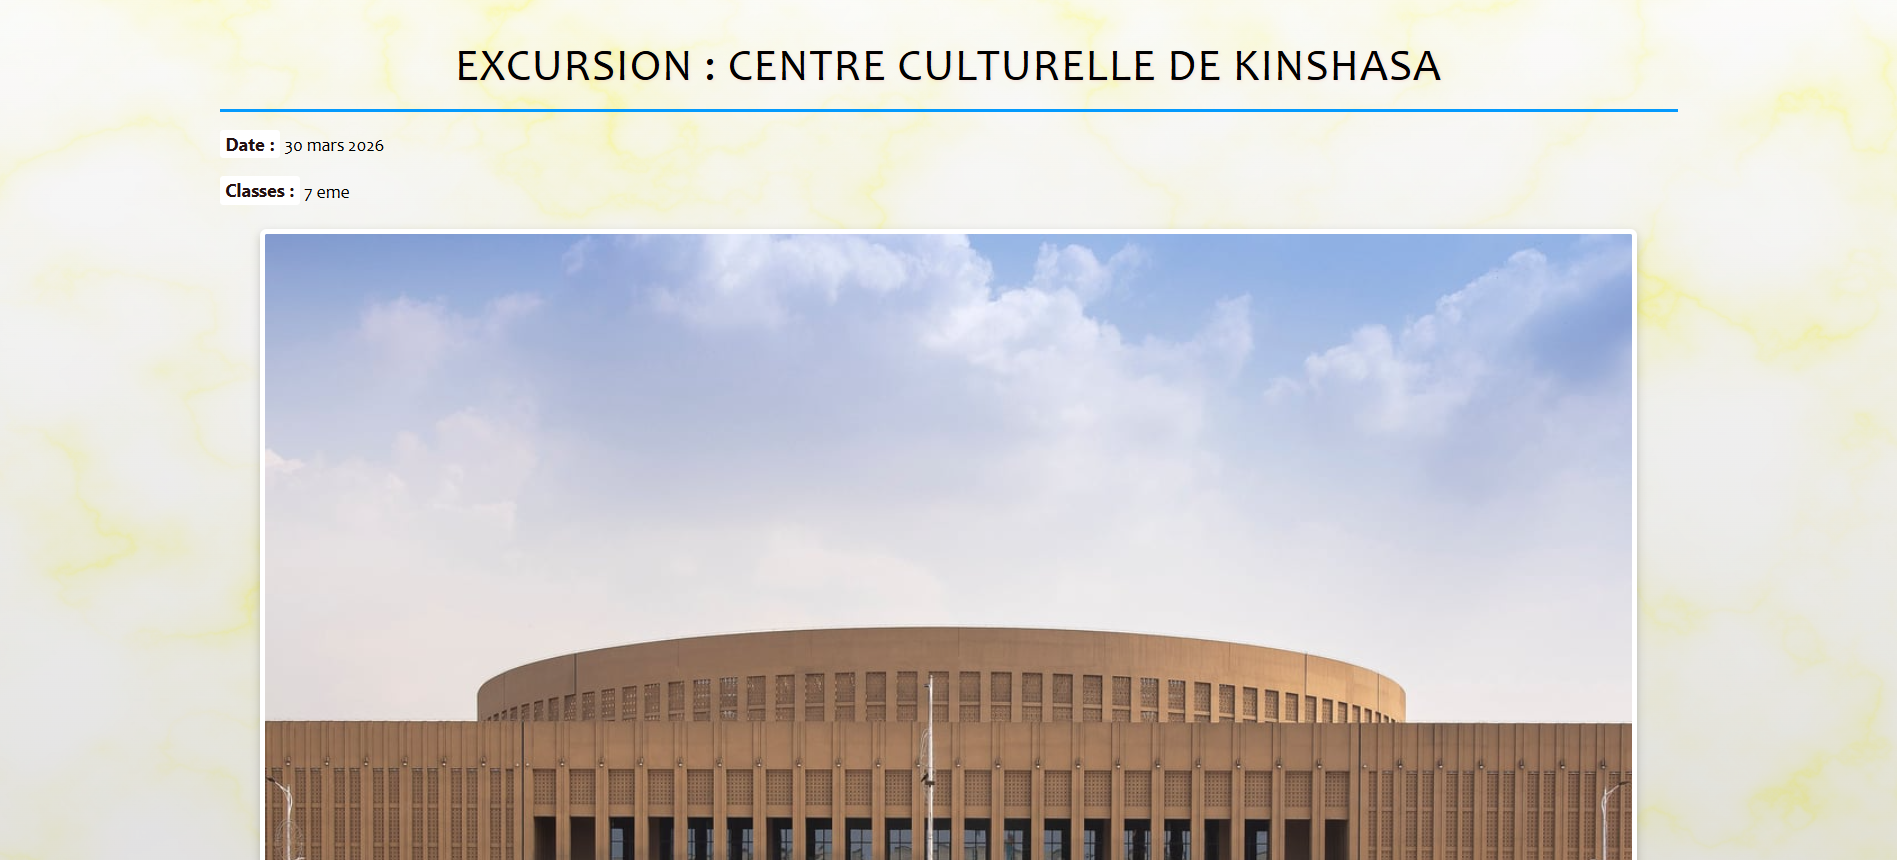 EXCURSION : CENTRE CULTURELLE DE KINSHASA
Date : 30 mars 2026
Classes : 7 eme